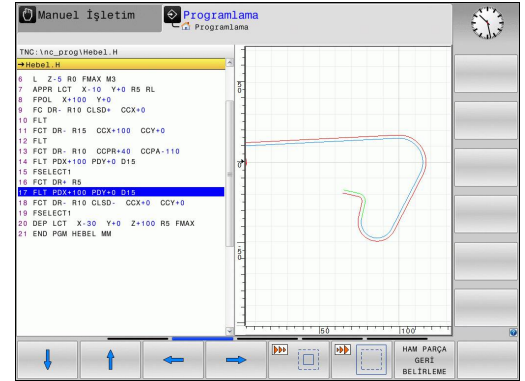 Manuel İşletim
Programlama
Programlama
TNC:\nc_prog\Hebel.H
→Hebel.H
6 L Z-5 R0 FMAX M3
7 APPR LCT X-10 Y+0 R5 RL
8 FPOL X+100 Y+0
9 FC DR- R10 CLSD+ CCX+0
10 FLT
11 FCT DR- R15 CCX+100 CCY+0
12 FLT
13 FCT DR- R10 CCPR+40 CCPA-110
14 FLT PDX+100 PDY+0 D15
15 FSELECT1
16 FCT DR+ R5
17 FLT PDX+100 PDY+0 D15
18 FCT DR- R10 CLSD- CCX+0 CCY+0
19 FSELECT1
20 DEP LCT X-30 Y+0 Z+100 R5 FMAX
21 END PGM HEBEL MM
50
0
-50
50
100
HAM PARÇA
GERİ
BELİRLEME